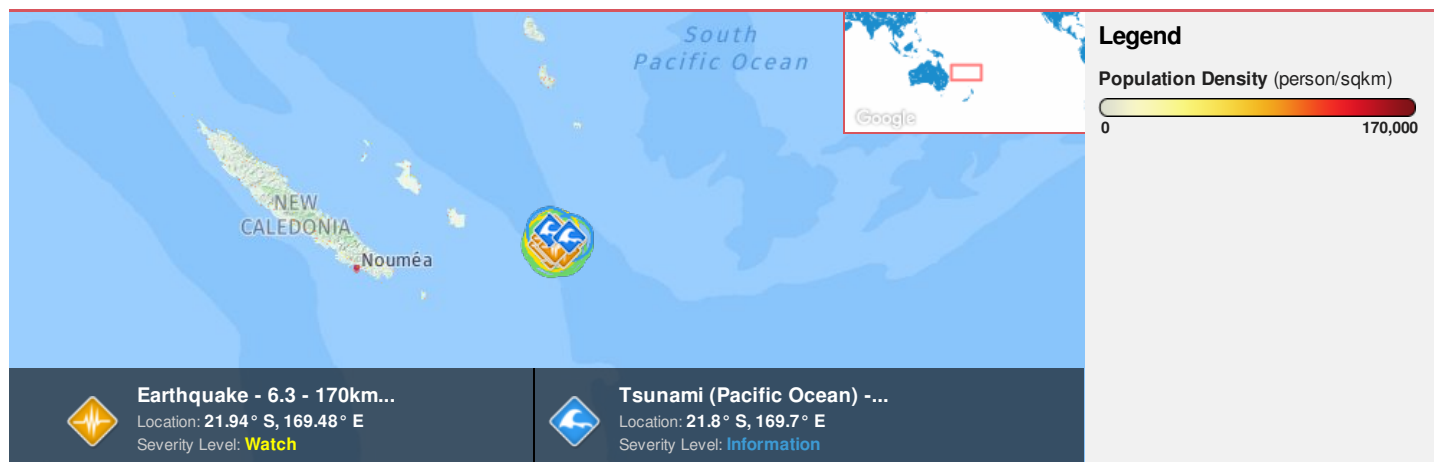 South
Pacific Ocean
NEW
CALEDONIA
Nouméa
Google
Legend
Population Density (person/sqkm)
0 170,000
Earthquake - 6.3 - 170km...
Location: 21.94° S, 169.48° E
Severity Level: Watch
Tsunami (Pacific Ocean) -...
Location: 21.8° S, 169.7° E
Severity Level: Information